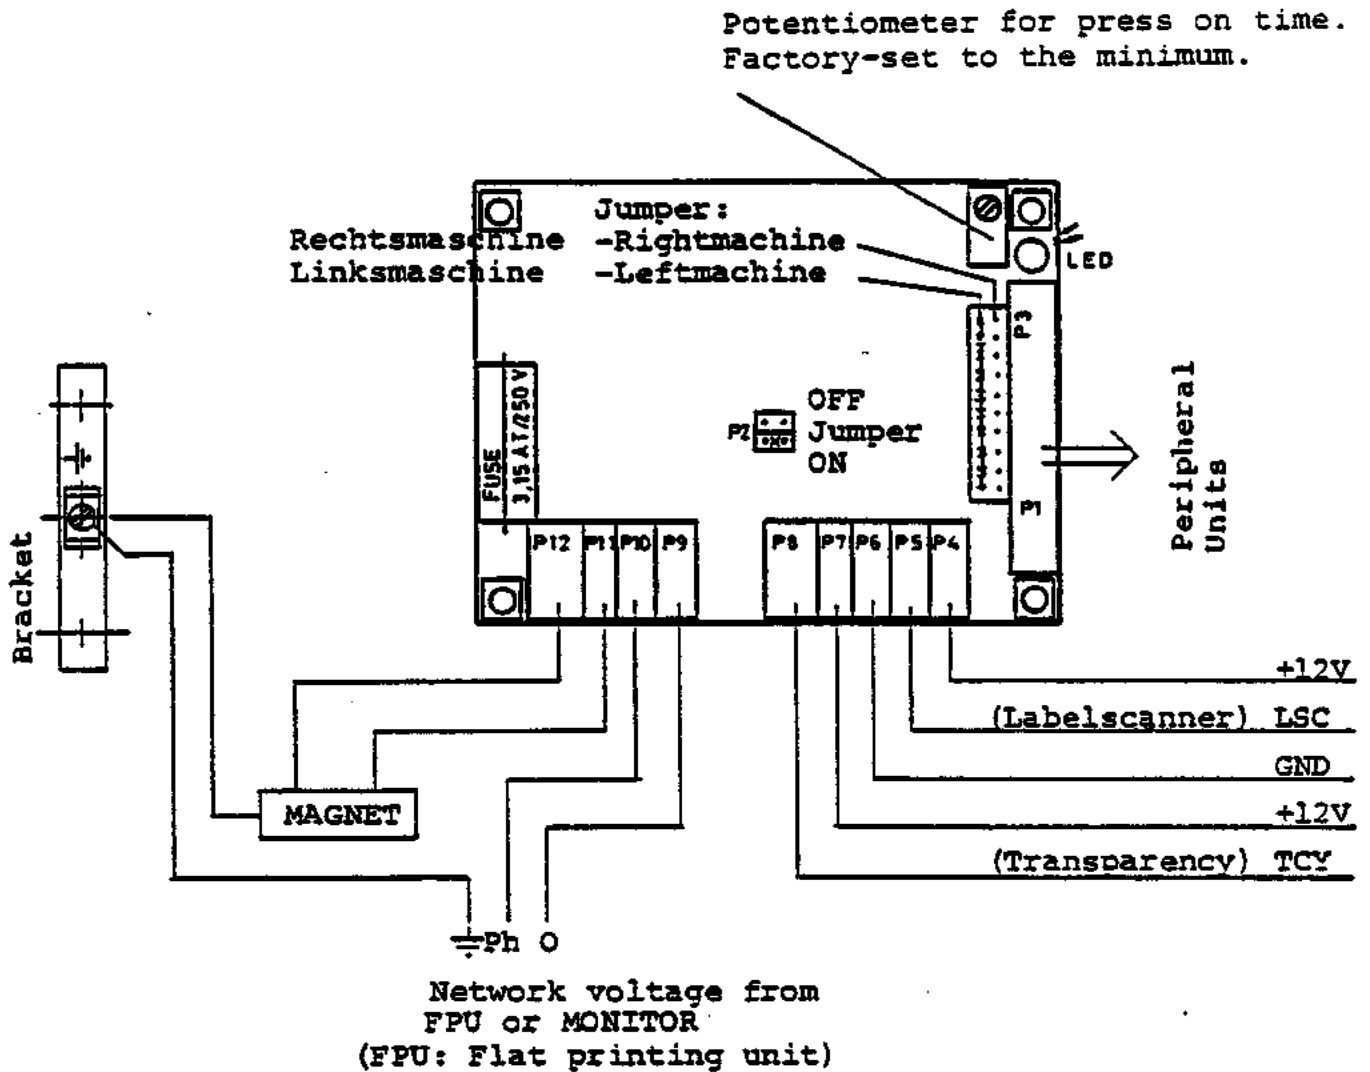 Potentiometer for press on time.
Factory-set to the minimum.
Jumper:
Rechtsmaschine -Rightmachine
Linksmaschine -Leftmachine
LED
P3
FUSE
3,15 AT/250 V
P2
OFF
Jumper
ON
P1
Peripheral
Units
Bracket
P12 P11 P10 P9 P8 P7 P6 P5 P4
+12V
(Labelscanner) LSC
GND
+12V
(Transparency) TCY
MAGNET
Ph O
Network voltage from
FPU or MONITOR
(FPU: Flat printing unit)